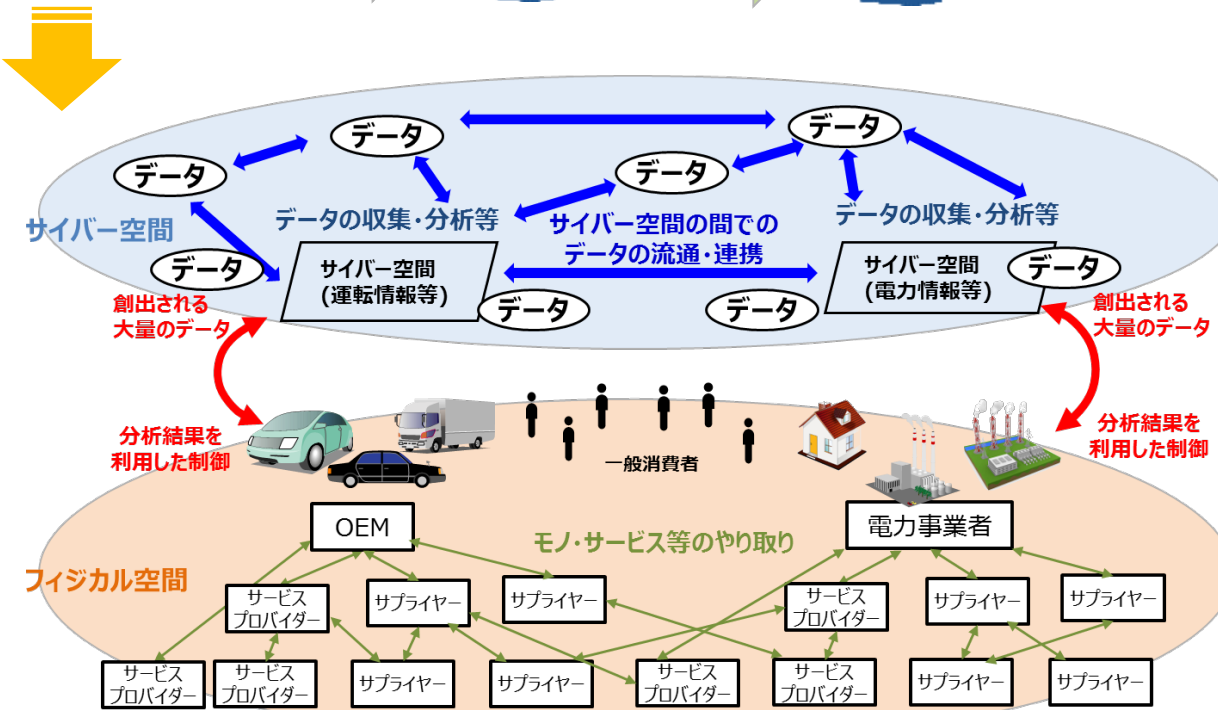 データ
データ
データ
データ
サイバー空間
データの収集・分析等
サイバー空間の間での
データの流通・連携
データの収集・分析等
データ
サイバー空間
(運転情報等)
データ
データ
サイバー空間
(電力情報等)
データ
創出される
大量のデータ
創出される
大量のデータ
分析結果を
利用した制御
一般消費者
分析結果を
利用した制御
OEM
モノ・サービス等のやり取り
電力事業者
フィジカル空間
サービス
プロバイダー
サプライヤー
サプライヤー
サービス
プロバイダー
サプライヤー
サプライヤー
サービス
プロバイダー
サービス
プロバイダー
サプライヤー
サプライヤー
サービス
プロバイダー
サービス
プロバイダー
サプライヤー
サプライヤー